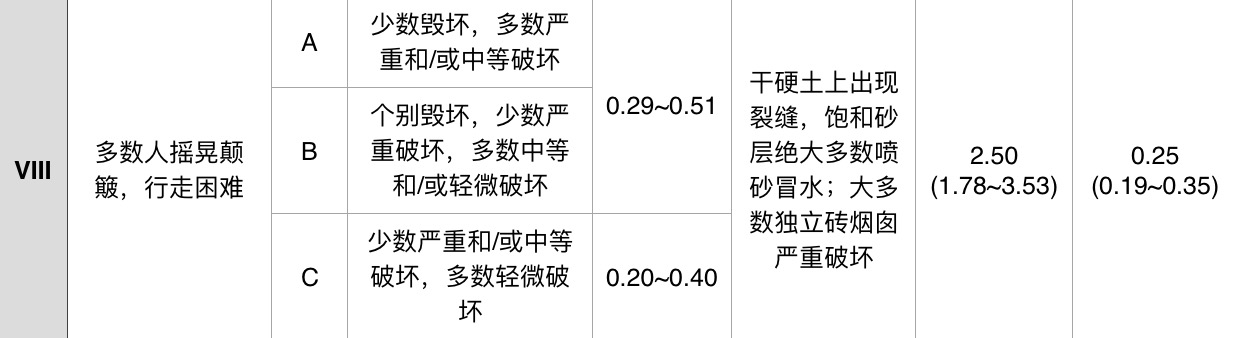 VIII
多数人摇晃颠
簸，行走困难
A
少数毁坏，多数严
重和/或中等破坏
B
个别毁坏，少数严
重破坏，多数中等
和/或轻微破坏
C
少数严重和/或中等
破坏，多数轻微破
坏
0.29~0.51
0.20~0.40
干硬土上出现
裂缝，饱和砂
层绝大多数喷
砂冒水；大多
数独立砖烟囱
严重破坏
2.50
(1.78~3.53)
0.25
(0.19~0.35)